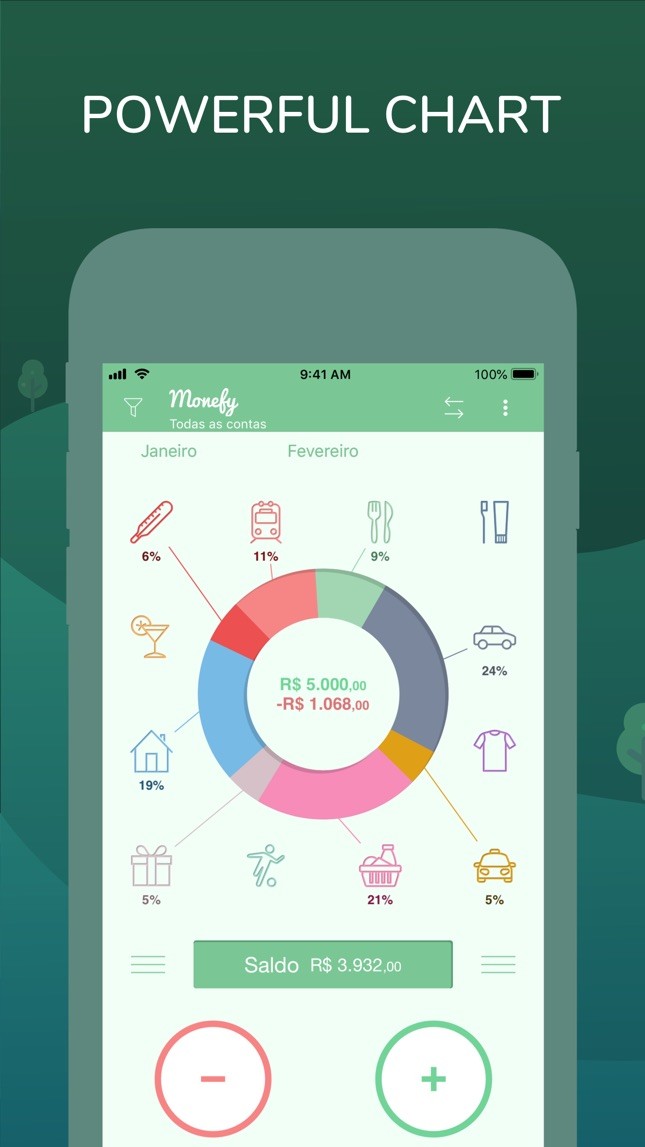 POWERFUL CHART
9:41 AM
100%
Monefy
Todas as contas
Janeiro
Fevereiro
6%
11%
9%
24%
R$ 5.000,00
-R$ 1.068,00
19%
5%
21%
5%
Saldo R$ 3.932,00
−
+